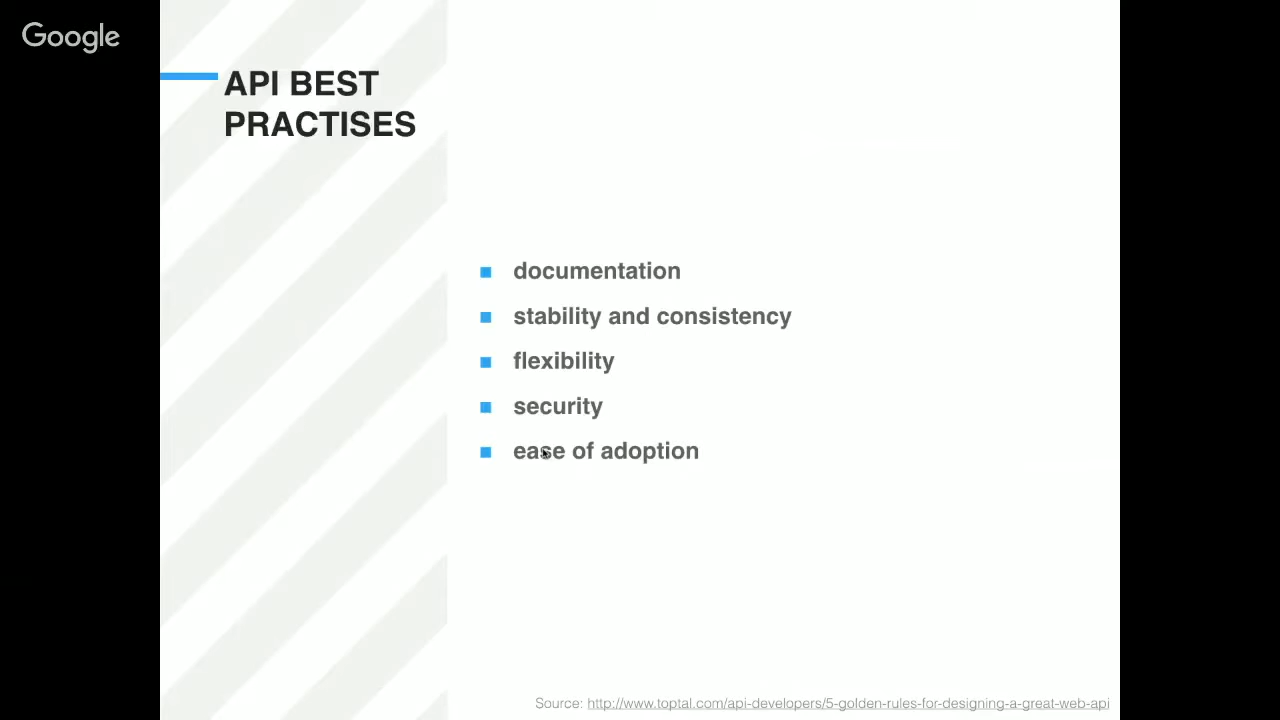 Google
API BEST
PRACTISES
documentation
stability and consistency
flexibility
security
ease of adoption
Source: http://www.toptal.com/api-developers/5-golden-rules-for-designing-a-great-web-api